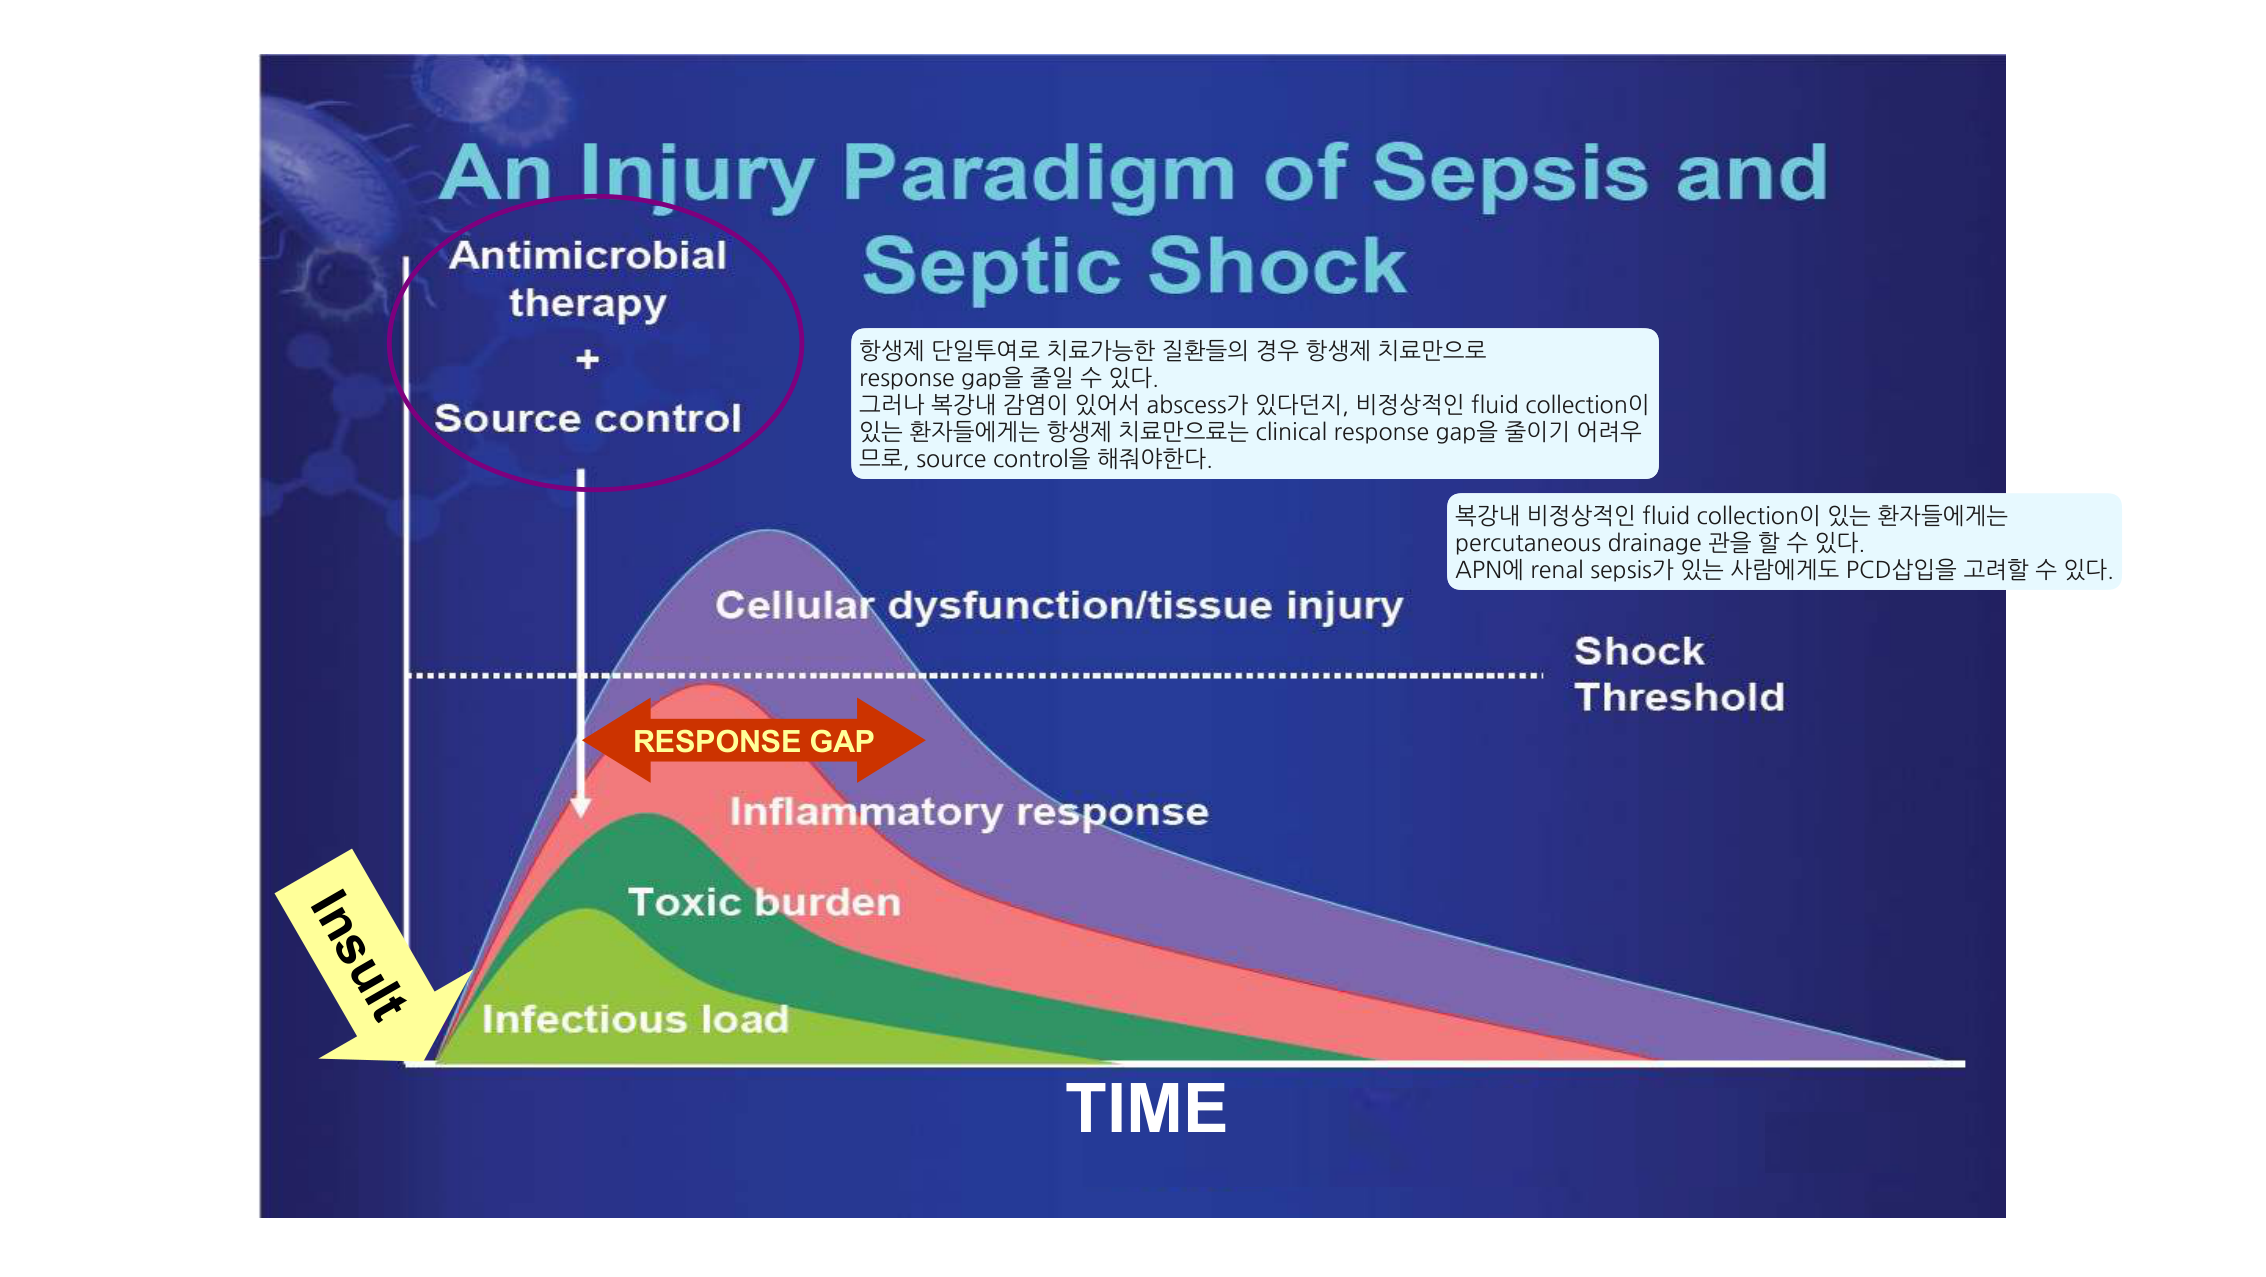 An Injury Paradigm of Sepsis and
Septic Shock
Antimicrobial
therapy
+
Source control
항생제 단일투여로 치료가능한 질환들의 경우 항생제 치료만으로
response gap을 줄일 수 있다.
그러나 복강내 감염이 있어서 abscess가 있다던지, 비정상적인 fluid collection이
있는 환자들에게는 항생제 치료만으료는 clinical response gap을 줄이기 어려우
므로, source control을 해줘야한다.
복강내 비정상적인 fluid collection이 있는 환자들에게는
percutaneous drainage 관을 할 수 있다.
APN에 renal sepsis가 있는 사람에게도 PCD삽입을 고려할 수 있다.
Cellular dysfunction/tissue injury
Shock
Threshold
RESPONSE GAP
Inflammatory response
Toxic burden
Insult
Infectious load
TIME